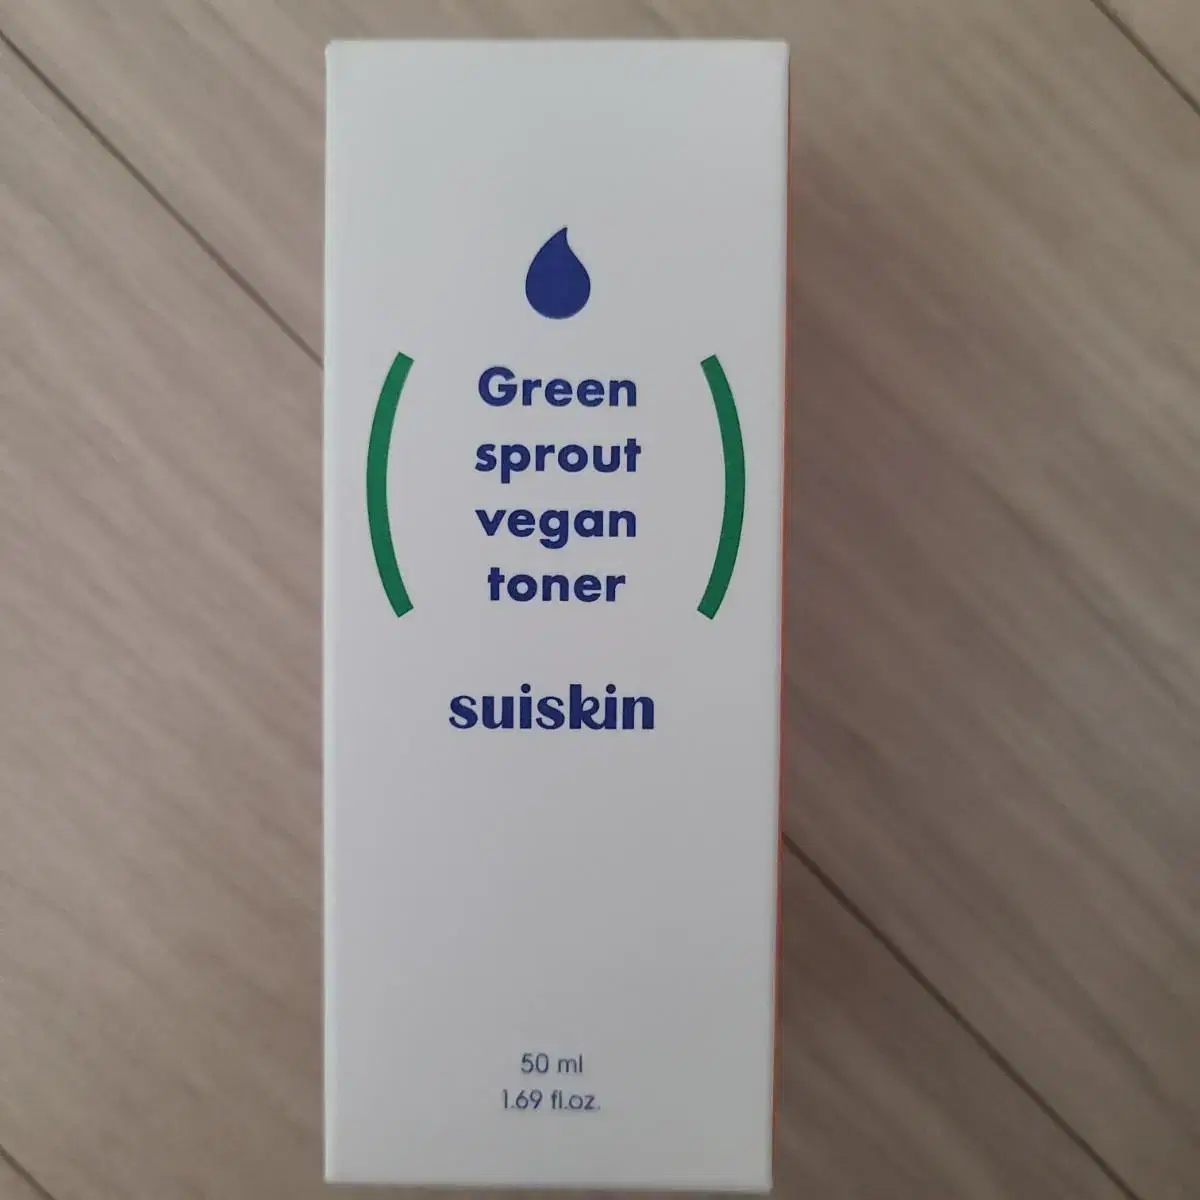 Green
sprout
vegan
toner
suiskin
50 ml
1.69 fl.oz.